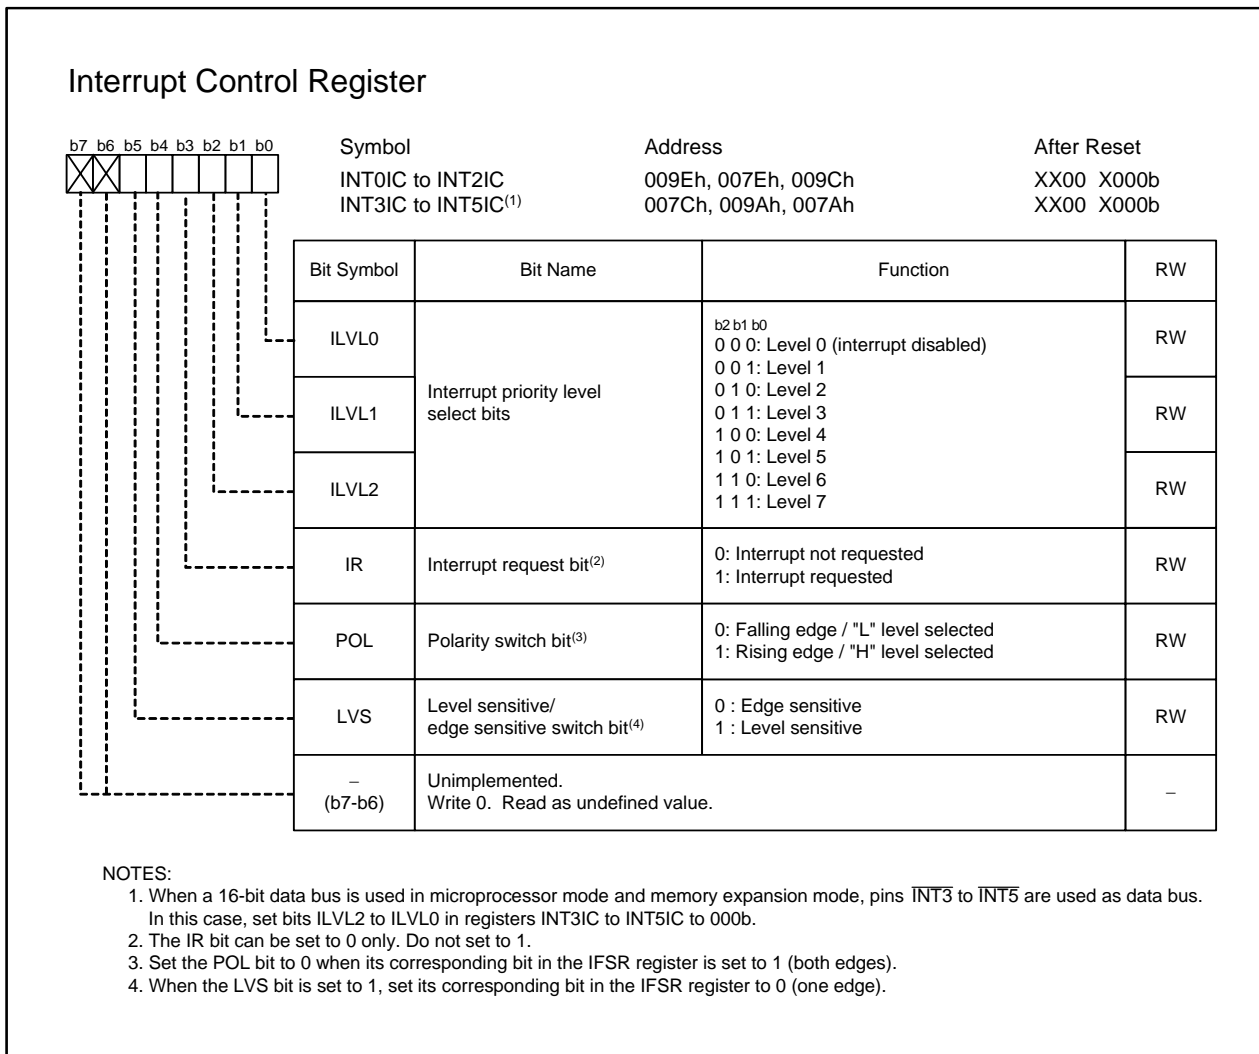 Interrupt Control Register
b7 b6 b5 b4 b3 b2 b1 b0
Symbol Address After Reset
INT0IC to INT2IC 009Eh, 007Eh, 009Ch XX00 X000b
INT3IC to INT5IC(1) 007Ch, 009Ah, 007Ah XX00 X000b
Bit Symbol Bit Name Function RW
ILVL0
ILVL1
ILVL2
Interrupt priority level
select bits
b2 b1 b0
0 0 0: Level 0 (interrupt disabled)
0 0 1: Level 1
0 1 0: Level 2
0 1 1: Level 3
1 0 0: Level 4
1 0 1: Level 5
1 1 0: Level 6
1 1 1: Level 7
RW
RW
RW
IR
Interrupt request bit(2)
0: Interrupt not requested
1: Interrupt requested
RW
POL
Polarity switch bit(3)
0: Falling edge / "L" level selected
1: Rising edge / "H" level selected
RW
LVS
Level sensitive/
edge sensitive switch bit(4)
0 : Edge sensitive
1 : Level sensitive
RW
–
(b7-b6)
Unimplemented.
Write 0. Read as undefined value.
–
NOTES:
1. When a 16-bit data bus is used in microprocessor mode and memory expansion mode, pins INT3 to INT5 are used as data bus.
In this case, set bits ILVL2 to ILVL0 in registers INT3IC to INT5IC to 000b.
2. The IR bit can be set to 0 only. Do not set to 1.
3. Set the POL bit to 0 when its corresponding bit in the IFSR register is set to 1 (both edges).
4. When the LVS bit is set to 1, set its corresponding bit in the IFSR register to 0 (one edge).